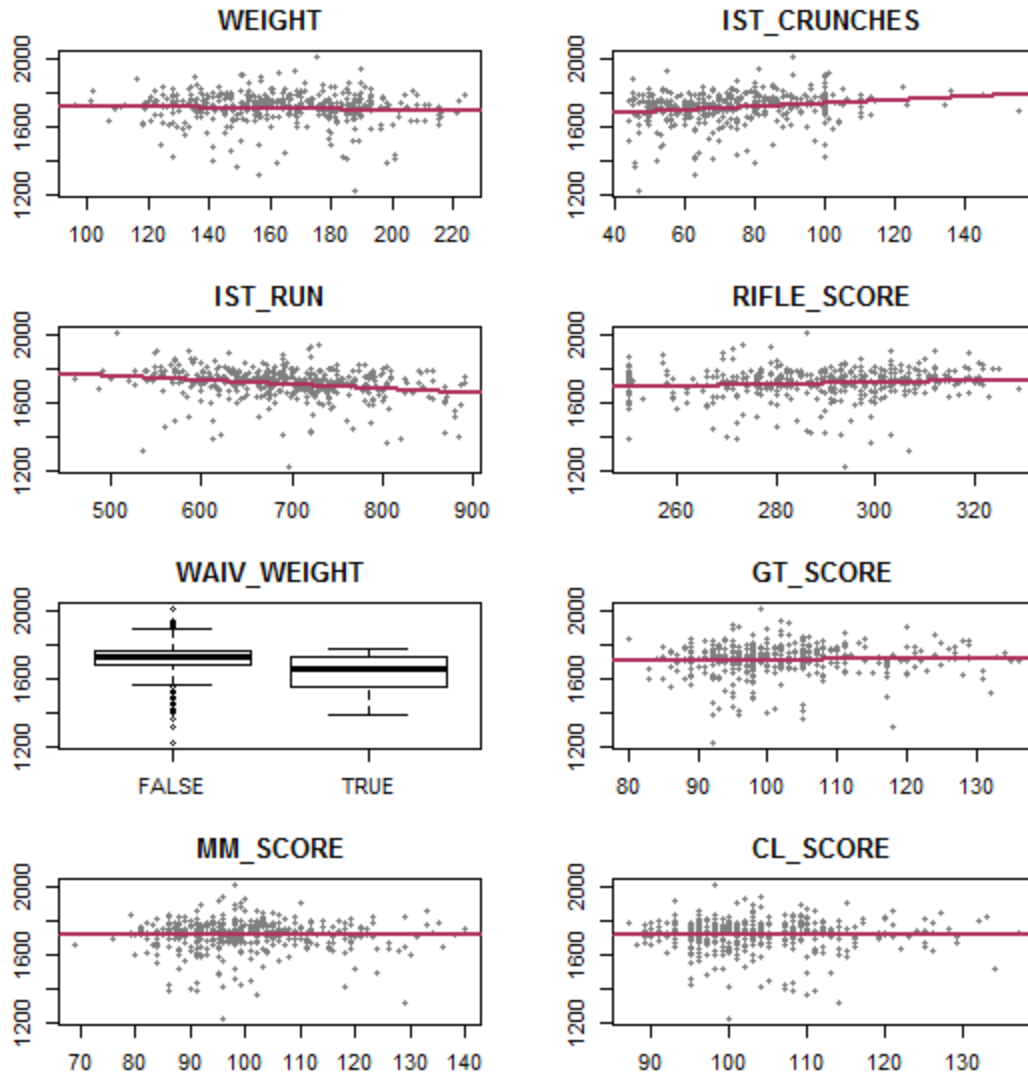 WEIGHT
2000
1600
1200
100 120 140 160 180 200 220
IST_CRUNCHES
2000
1600
1200
40 60 80 100 120 140
IST_RUN
2000
1600
1200
500 600 700 800 900
RIFLE_SCORE
2000
1600
1200
260 280 300 320
WAIV_WEIGHT
2000
1600
1200
FALSE TRUE
GT_SCORE
2000
1600
1200
80 90 100 110 120 130
MM_SCORE
2000
1600
1200
70 80 90 100 110 120 130 140
CL_SCORE
2000
1600
1200
90 100 110 120 130